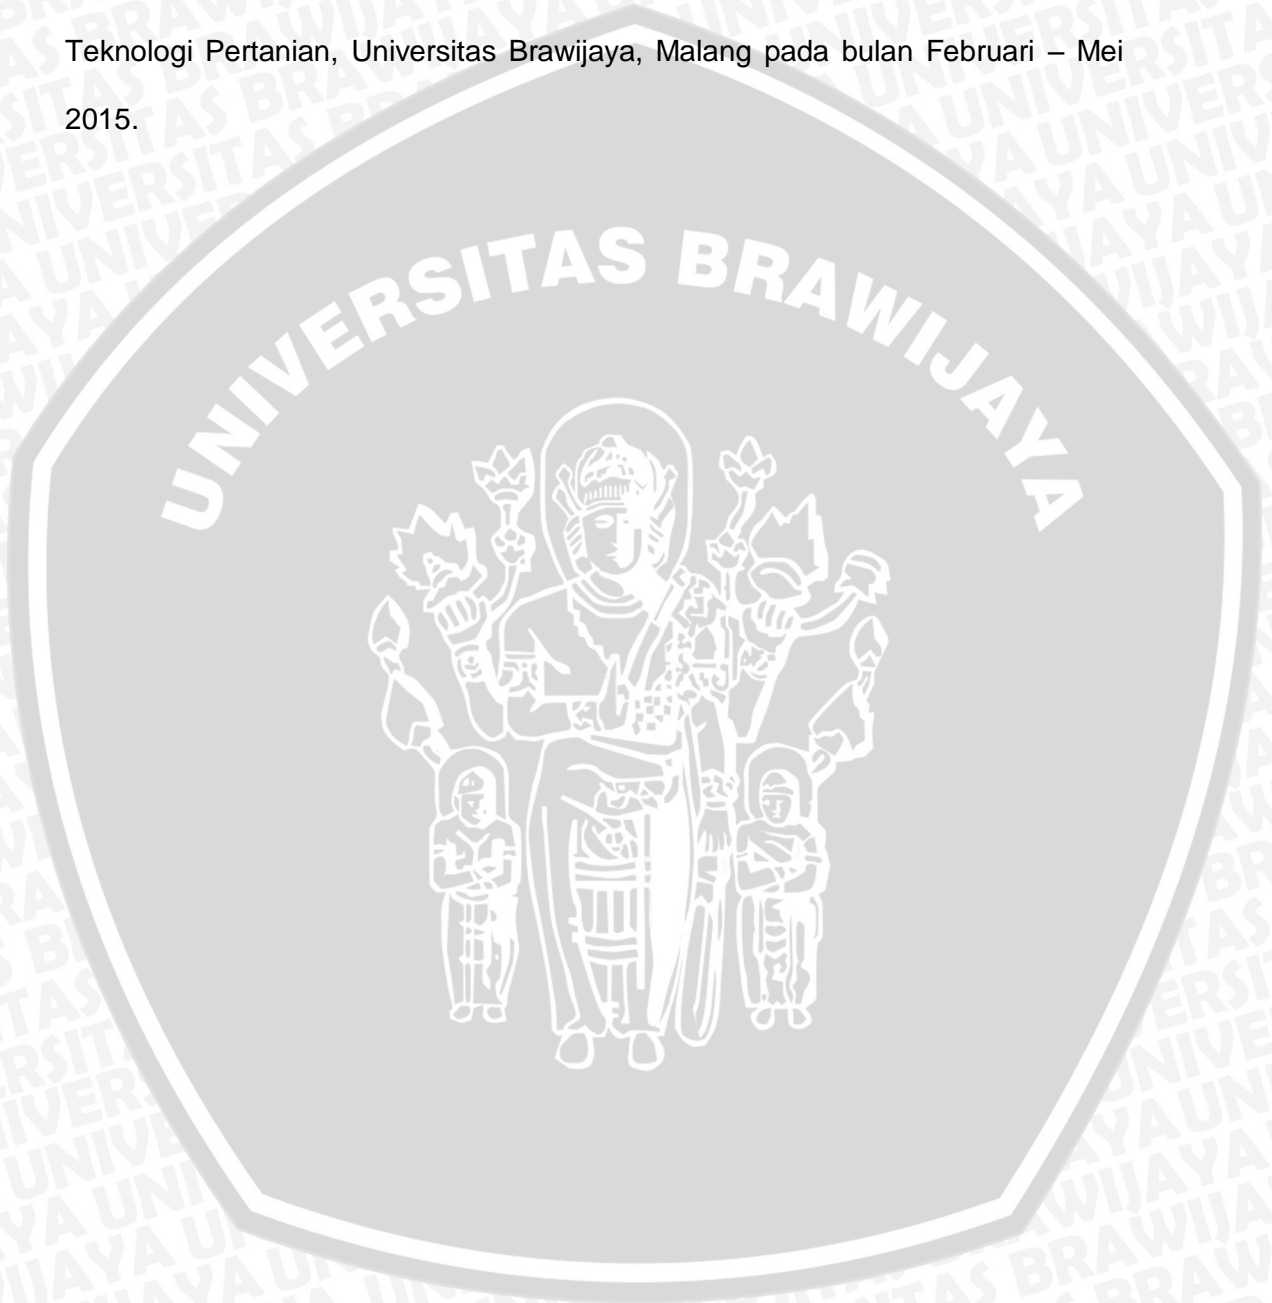 Teknologi Pertanian, Universitas Brawijaya, Malang pada bulan Februari – Mei
2015.
UNIVERSITAS BRAWIJAYA